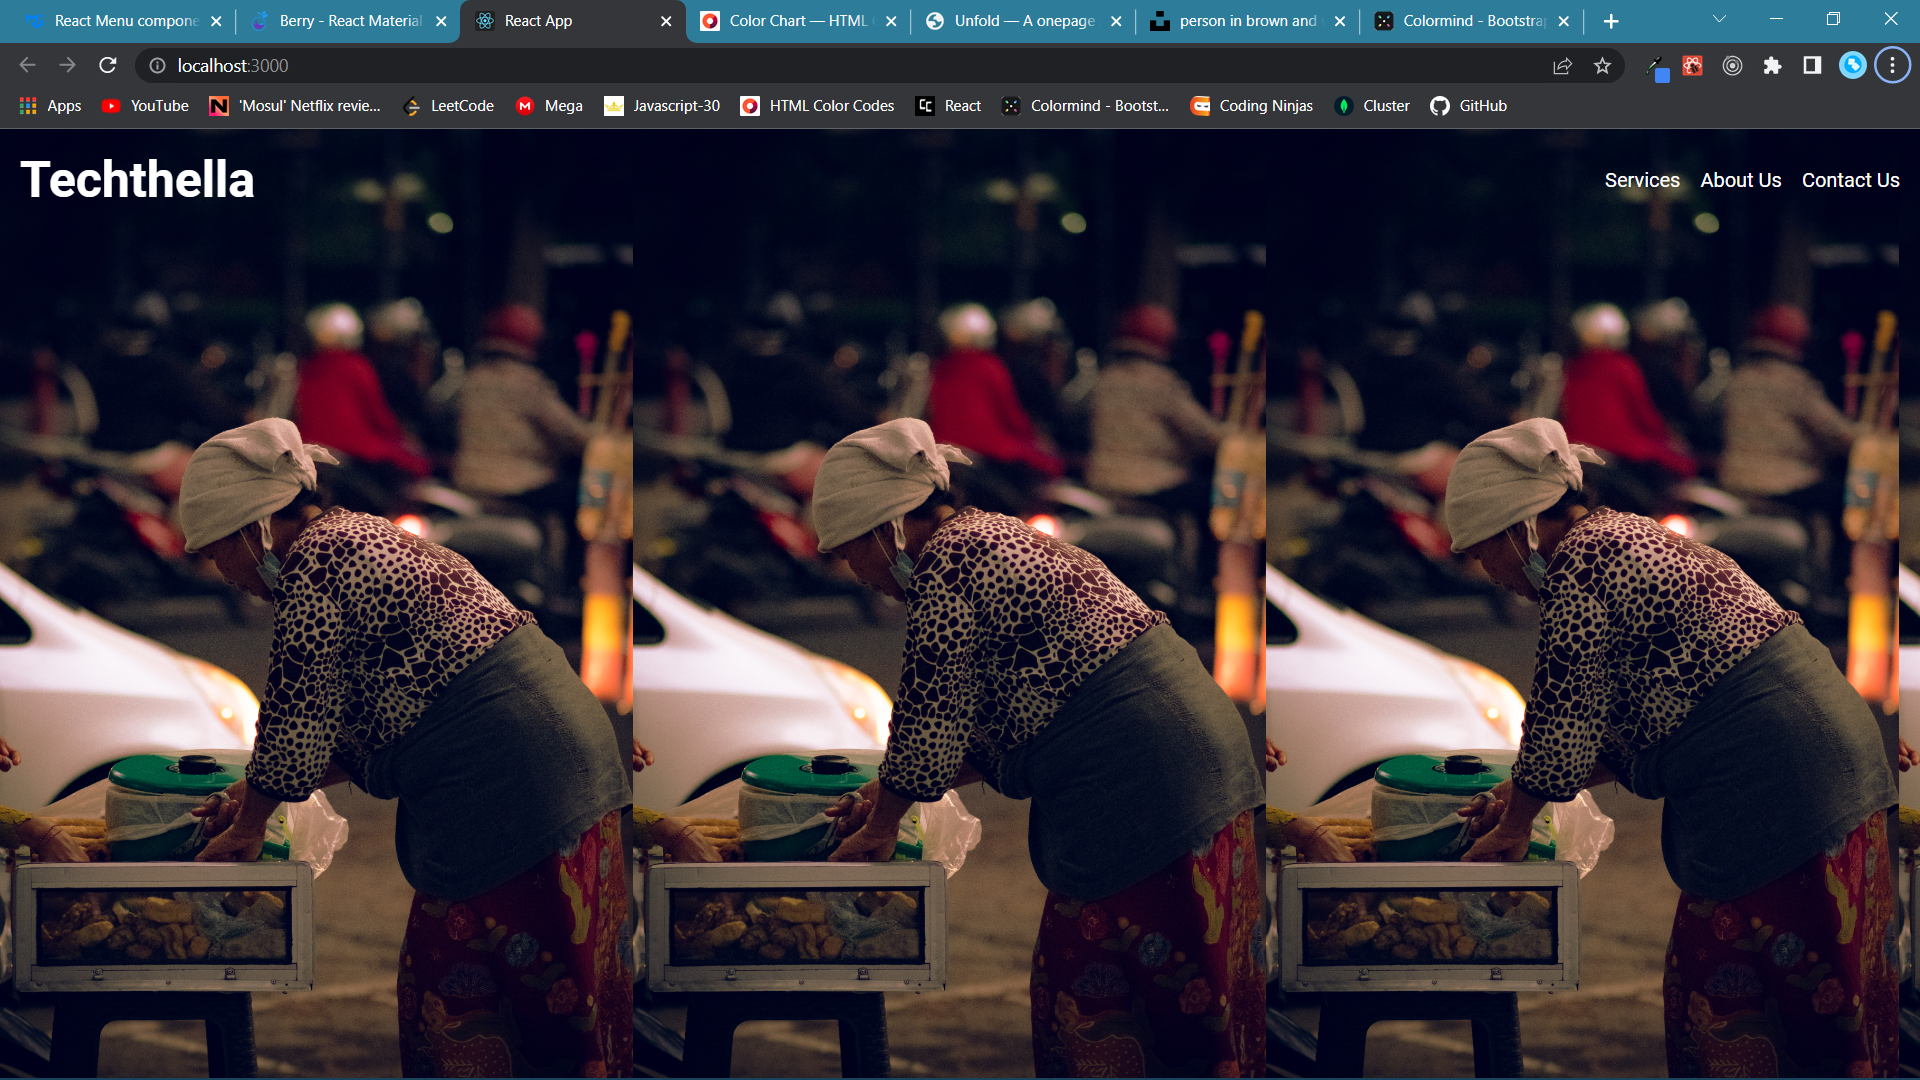 React Menu compone
Berry - React Material
React App
Color Chart — HTML
Unfold — A onepage
person in brown and
Colormind - Bootstra
localhost:3000
Apps
YouTube
'Mosul' Netflix revie...
LeetCode
Mega
Javascript-30
HTML Color Codes
React
Colormind - Bootst...
Coding Ninjas
Cluster
GitHub
Techthella
Services
About Us
Contact Us